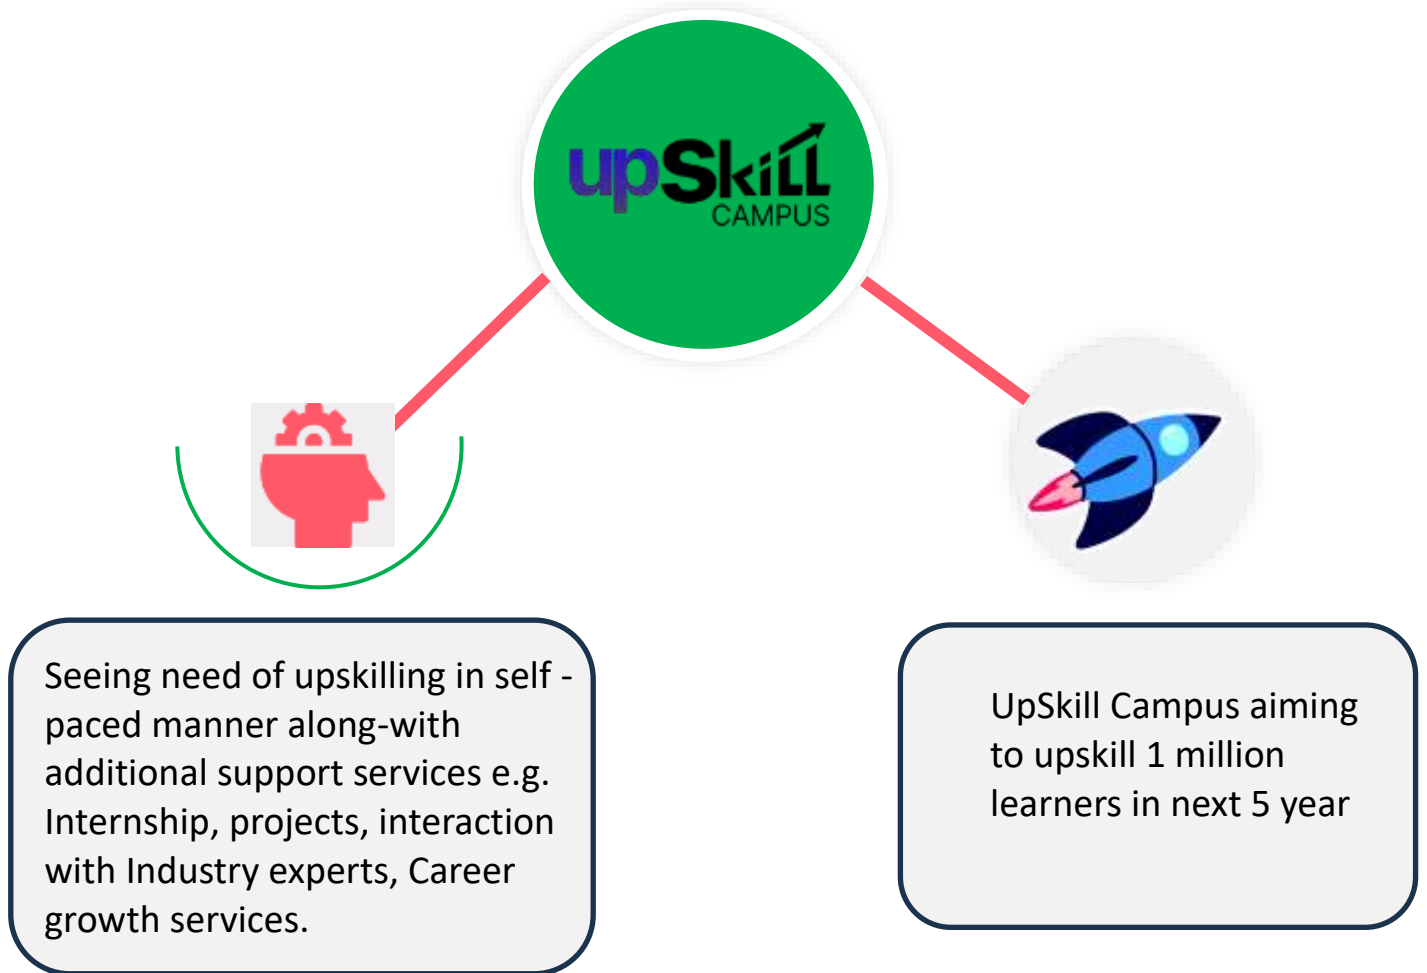 upSkill
CAMPUS
Seeing need of upskilling in self -
paced manner along-with
additional support services e.g.
Internship, projects, interaction
with Industry experts, Career
growth services.
UpSkill Campus aiming
to upskill 1 million
learners in next 5 year